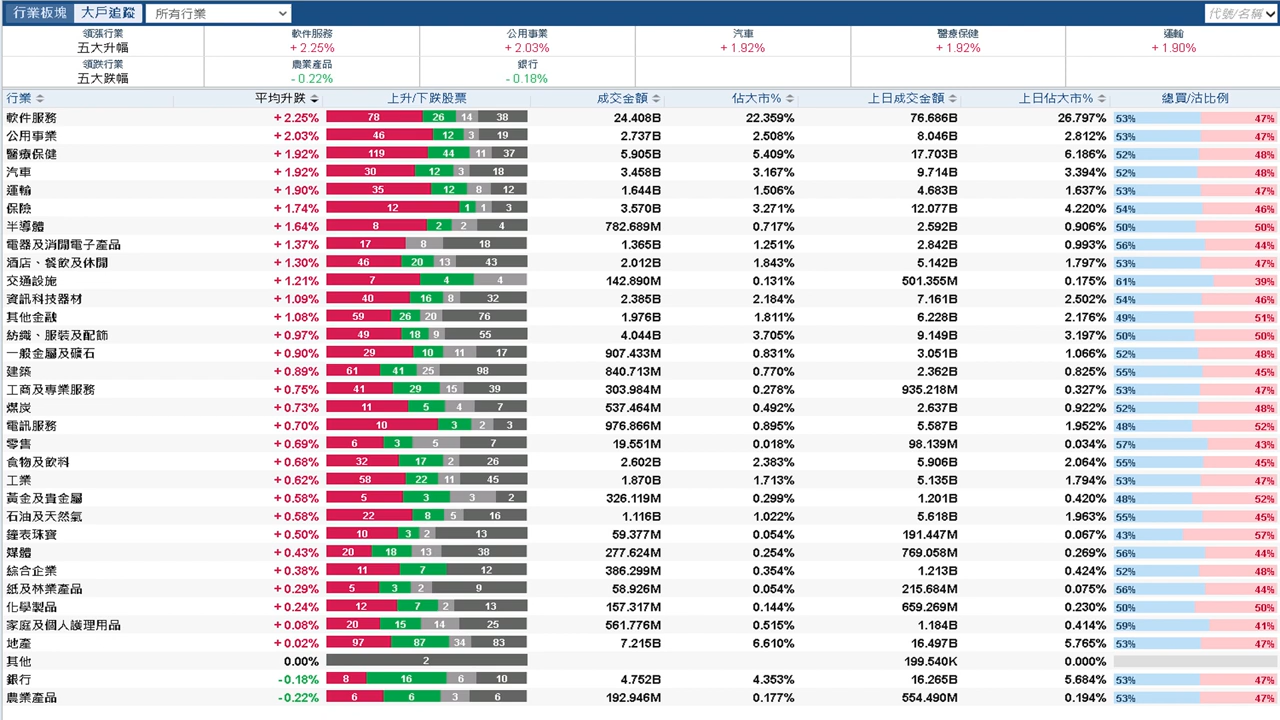 行業板塊 大戶追蹤 所有行業 代號/名稱
領漲行業 軟件服務 公用事業 汽車 醫療保健 運輸
五大升幅 + 2.25% + 2.03% + 1.92% + 1.92% + 1.90%
領跌行業 農業產品 銀行
五大跌幅 - 0.22% - 0.18%
行業 平均升跌 上升/下跌股票 成交金額 佔大市% 上日成交金額 上日佔大市% 總買/沽比例
軟件服務 + 2.25% 78 26 14 38 24.408B 22.359% 76.686B 26.797% 53% 47%
公用事業 + 2.03% 46 12 3 19 2.737B 2.508% 8.046B 2.812% 53% 47%
醫療保健 + 1.92% 119 44 11 37 5.905B 5.409% 17.703B 6.186% 52% 48%
汽車 + 1.92% 30 12 3 18 3.458B 3.167% 9.714B 3.394% 52% 48%
運輸 + 1.90% 35 12 8 12 1.644B 1.506% 4.683B 1.637% 53% 47%
保險 + 1.74% 12 1 1 3 3.570B 3.271% 12.077B 4.220% 54% 46%
半導體 + 1.64% 8 2 2 4 782.689M 0.717% 2.592B 0.906% 50% 50%
電器及消閒電子產品 + 1.37% 17 8 18 1.365B 1.251% 2.842B 0.993% 56% 44%
酒店、餐飲及休閒 + 1.30% 46 20 13 43 2.012B 1.843% 5.142B 1.797% 53% 47%
交通設施 + 1.21% 7 4 4 142.890M 0.131% 501.355M 0.175% 61% 39%
資訊科技器材 + 1.09% 40 16 8 32 2.385B 2.184% 7.161B 2.502% 54% 46%
其他金融 + 1.08% 59 26 20 76 1.976B 1.811% 6.228B 2.176% 49% 51%
紡織、服裝及配飾 + 0.97% 49 18 9 55 4.044B 3.705% 9.149B 3.197% 50% 50%
一般金屬及礦石 + 0.90% 29 10 11 17 907.433M 0.831% 3.051B 1.066% 52% 48%
建築 + 0.89% 61 41 25 98 840.713M 0.770% 2.362B 0.825% 55% 45%
工商及專業服務 + 0.75% 41 29 15 39 303.984M 0.278% 935.218M 0.327% 53% 47%
煤炭 + 0.73% 11 5 4 7 537.464M 0.492% 2.637B 0.922% 52% 48%
電訊服務 + 0.70% 10 3 2 3 976.866M 0.895% 5.587B 1.952% 48% 52%
零售 + 0.69% 6 3 5 7 19.551M 0.018% 98.139M 0.034% 57% 43%
食物及飲料 + 0.68% 32 17 2 26 2.602B 2.383% 5.906B 2.064% 55% 45%
工業 + 0.62% 58 22 11 45 1.870B 1.713% 5.135B 1.794% 53% 47%
黃金及貴金屬 + 0.58% 5 3 3 2 326.119M 0.299% 1.201B 0.420% 48% 52%
石油及天然氣 + 0.58% 22 8 5 16 1.116B 1.022% 5.618B 1.963% 55% 45%
鐘表珠寶 + 0.50% 10 3 2 13 59.377M 0.054% 191.447M 0.067% 43% 57%
媒體 + 0.43% 20 18 13 38 277.624M 0.254% 769.058M 0.269% 56% 44%
綜合企業 + 0.38% 11 7 12 386.299M 0.354% 1.213B 0.424% 52% 48%
紙及林業產品 + 0.29% 5 3 2 9 58.926M 0.054% 215.684M 0.075% 56% 44%
化學製品 + 0.24% 12 7 2 13 157.317M 0.144% 659.269M 0.230% 50% 50%
家庭及個人護理用品 + 0.08% 20 15 14 25 561.776M 0.515% 1.184B 0.414% 59% 41%
地產 + 0.02% 97 87 34 83 7.215B 6.610% 16.497B 5.765% 53% 47%
其他 0.00% 2 199.540K 0.000%
銀行 -0.18% 8 16 6 10 4.752B 4.353% 16.265B 5.684% 53% 47%
農業產品 -0.22% 6 6 3 6 192.946M 0.177% 554.490M 0.194% 53% 47%